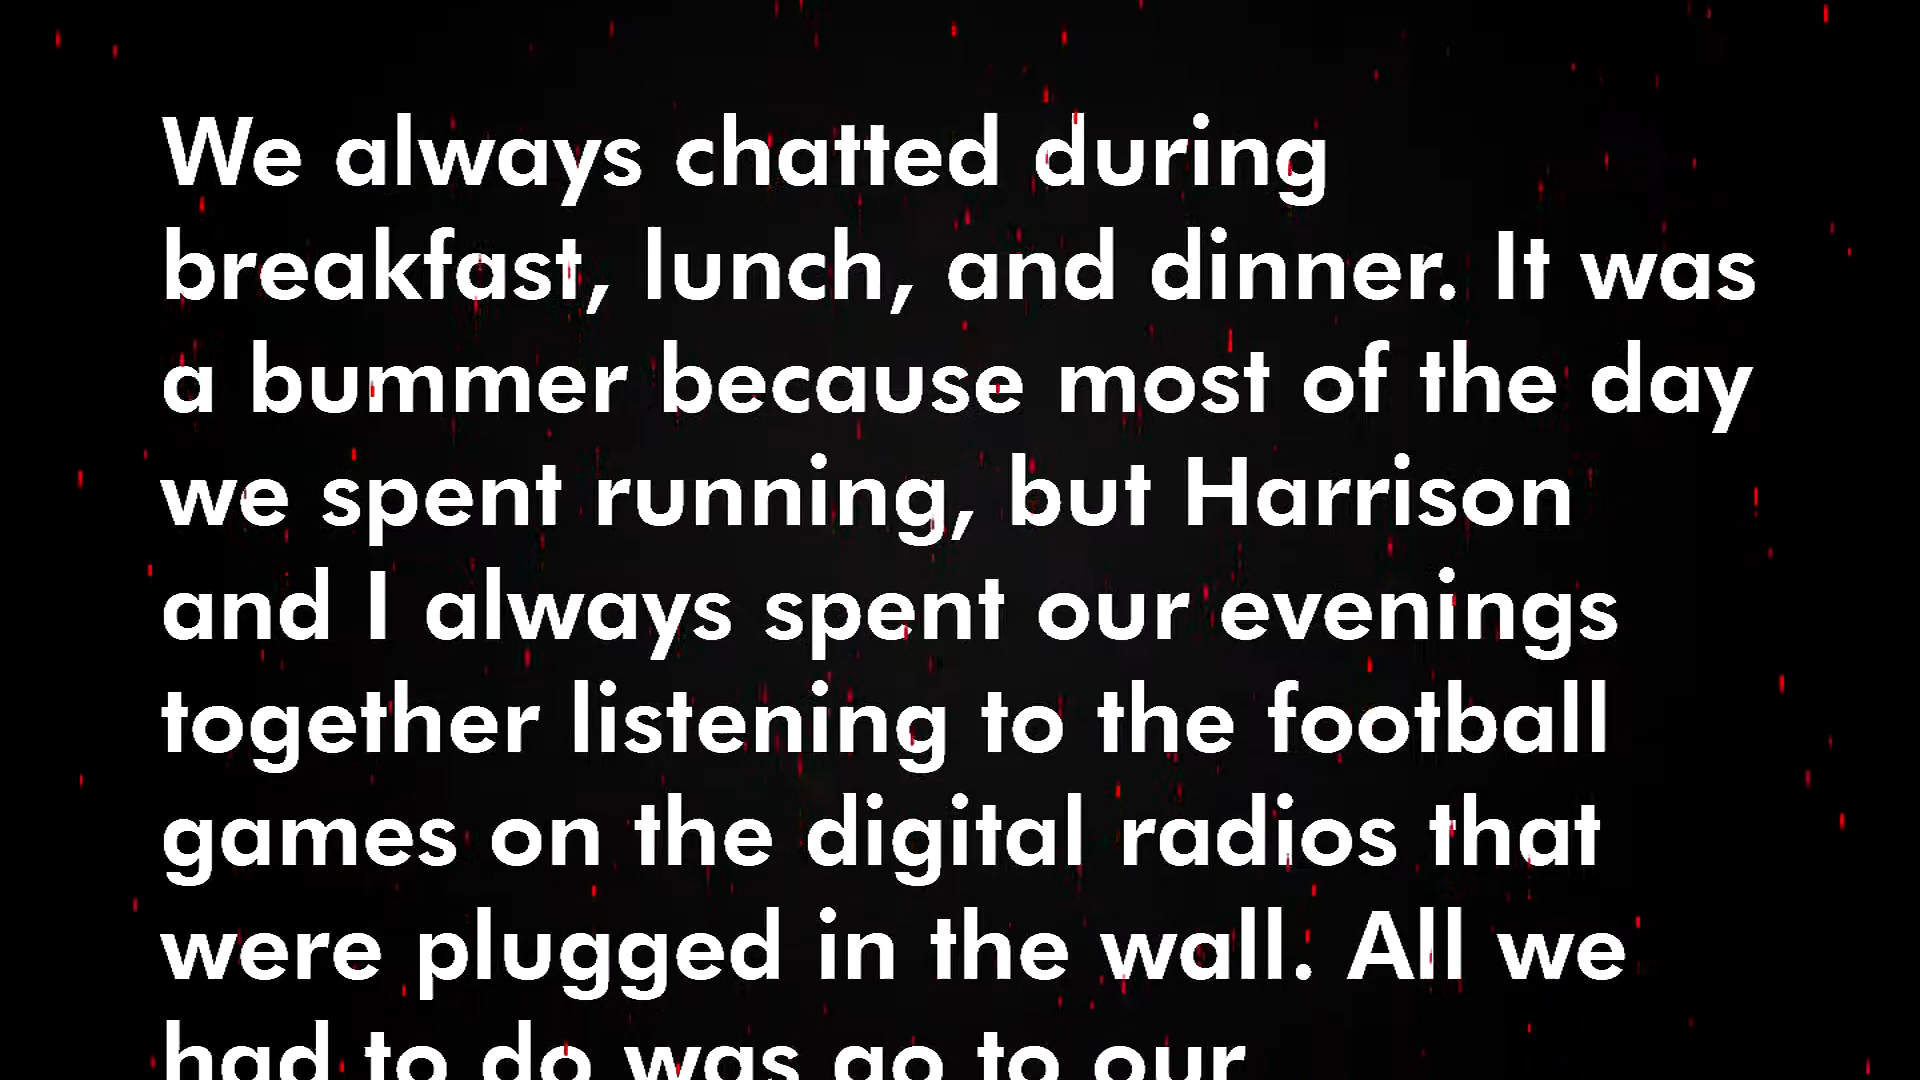 We always chatted during
breakfast, lunch, and dinner. It was
a bummer because most of the day
we spent running, but Harrison
and I always spent our evenings
together listening to the football
games on the digital radios that
were plugged in the wall. All we
had to do was go to our